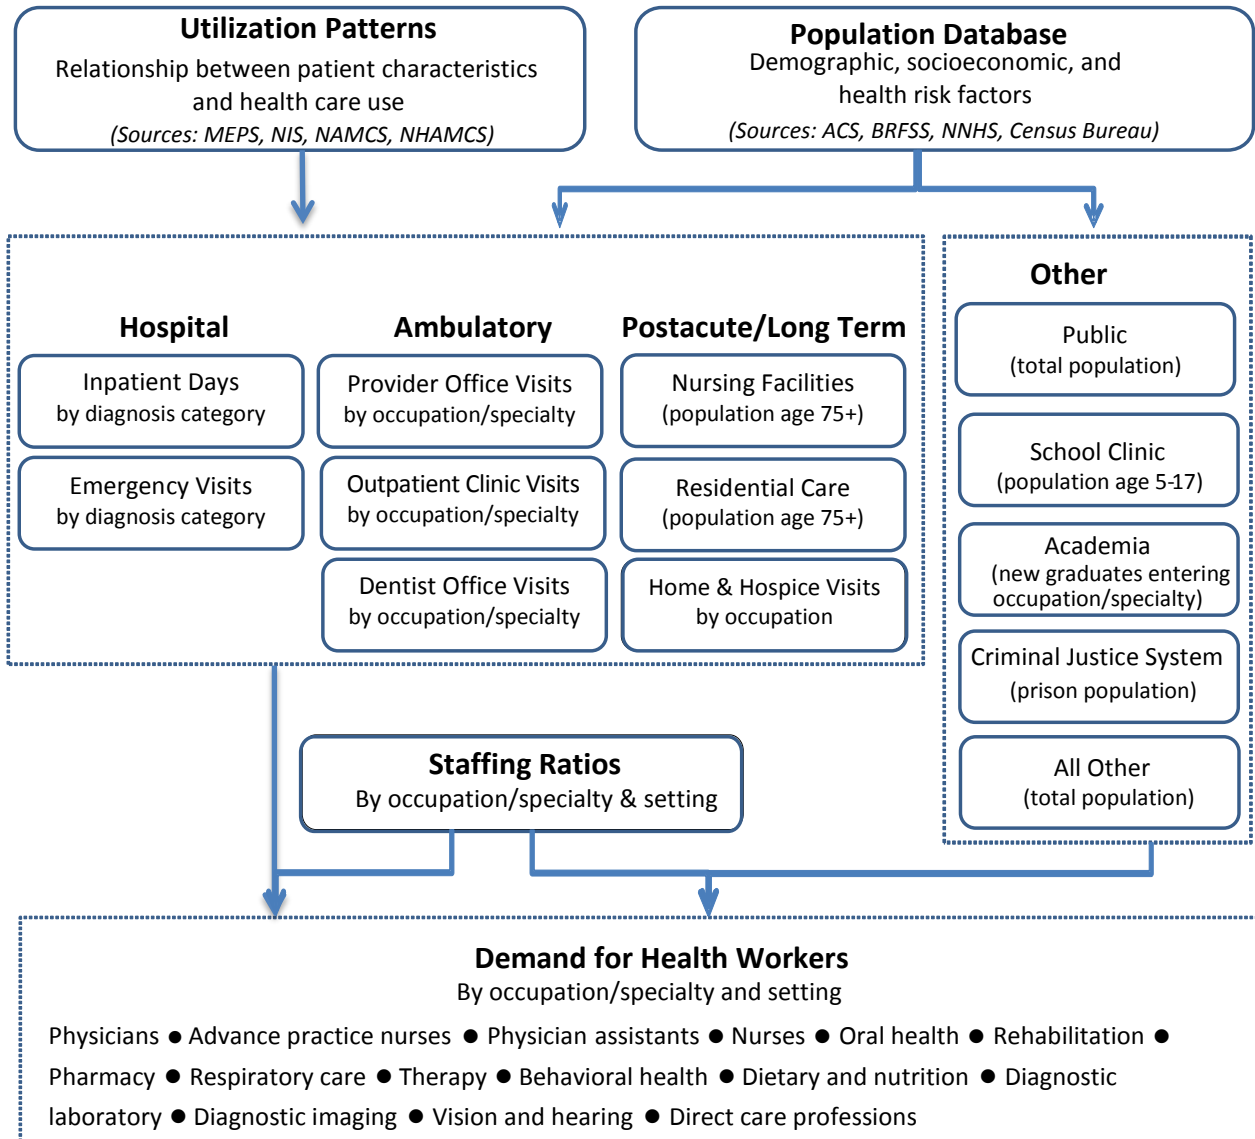 Utilization Patterns
Relationship between patient characteristics
and health care use
(Sources: MEPS, NIS, NAMCS, NHAMCS)
Population Database
Demographic, socioeconomic, and
health risk factors
(Sources: ACS, BRFSS, NNHS, Census Bureau)
Hospital
Inpatient Days
by diagnosis category
Emergency Visits
by diagnosis category
Ambulatory
Provider Office Visits
by occupation/specialty
Outpatient Clinic Visits
by occupation/specialty
Dentist Office Visits
by occupation/specialty
Postacute/Long Term
Nursing Facilities
(population age 75+)
Residential Care
(population age 75+)
Home & Hospice Visits
by occupation
Other
Public
(total population)
School Clinic
(population age 5-17)
Academia
(new graduates entering
occupation/specialty)
Criminal Justice System
(prison population)
All Other
(total population)
Staffing Ratios
By occupation/specialty & setting
Demand for Health Workers
By occupation/specialty and setting
Physicians ● Advance practice nurses ● Physician assistants ● Nurses ● Oral health ● Rehabilitation ●
Pharmacy ● Respiratory care ● Therapy ● Behavioral health ● Dietary and nutrition ● Diagnostic
laboratory ● Diagnostic imaging ● Vision and hearing ● Direct care professions